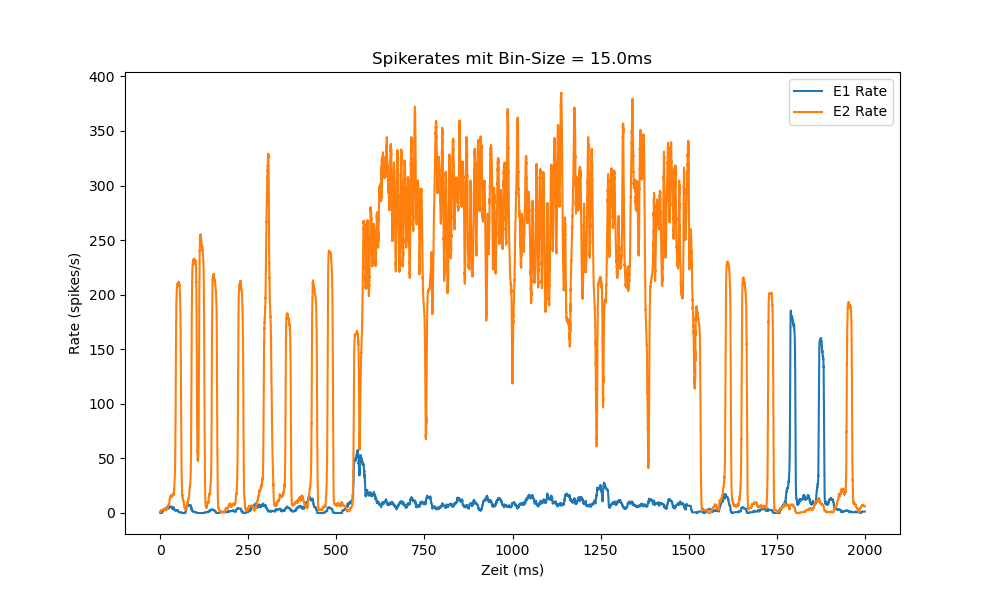 Spikerates mit Bin-Size = 15.0ms
E1 Rate
E2 Rate
Rate (spikes/s)
400
350
300
250
200
150
100
50
0
0 250 500 750 1000 1250 1500 1750 2000
Zeit (ms)